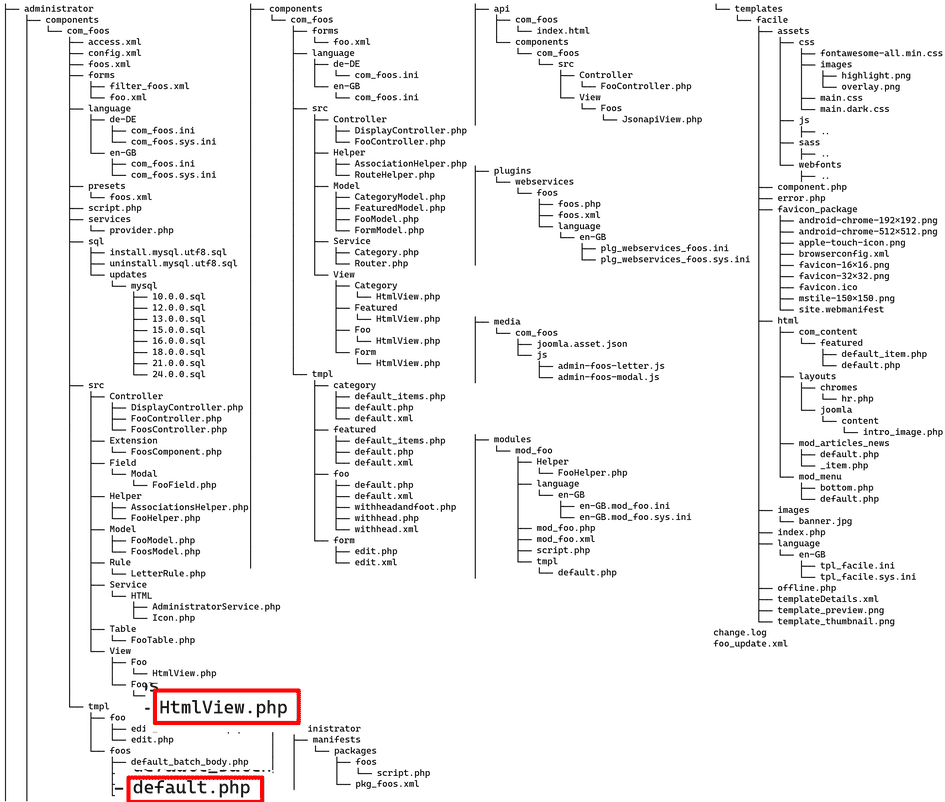 administrator
components
com_foos
access.xml
config.xml
foos.xml
forms
filter_foos.xml
foo.xml
language
de-DE
com_foos.ini
com_foos.sys.ini
en-GB
com_foos.ini
com_foos.sys.ini
presets
foos.xml
script.php
services
provider.php
sql
install.mysql.utf8.sql
uninstall.mysql.utf8.sql
updates
mysql
10.0.0.sql
12.0.0.sql
13.0.0.sql
15.0.0.sql
16.0.0.sql
18.0.0.sql
21.0.0.sql
24.0.0.sql
src
Controller
DisplayController.php
FooController.php
FoosController.php
Extension
FoosComponent.php
Field
Modal
FooField.php
Helper
AssociationsHelper.php
FooHelper.php
Model
FooModel.php
FoosModel.php
Rule
LetterRule.php
Service
HTML
AdministratorService.php
Icon.php
Table
FooTable.php
View
Foo
HtmlView.php
HtmlView.php
tmpl
foo
edit.php
foos
default_batch_body.php
default.php
components
com_foos
forms
foo.xml
language
de-DE
com_foos.ini
en-GB
com_foos.ini
src
Controller
DisplayController.php
FooController.php
Helper
AssociationHelper.php
RouteHelper.php
Model
CategoryModel.php
FeaturedModel.php
FooModel.php
FormModel.php
Service
Category.php
Router.php
View
Category
HtmlView.php
Featured
HtmlView.php
Foo
HtmlView.php
Form
HtmlView.php
tmpl
category
default_items.php
default.php
default.xml
featured
default_items.php
default.php
default.xml
foo
default.php
default.xml
withheadandfoot.php
withhead.php
withhead.xml
form
edit.php
edit.xml
inistrator
manifests
packages
foos
script.php
pkg_foos.xml
api
com_foos
index.html
components
com_foos
src
Controller
FooController.php
View
Foos
JsonapiView.php
plugins
webservices
foos
foos.php
foos.xml
language
en-GB
plg_webservices_foos.ini
plg_webservices_foos.sys.ini
media
com_foos
joomla.asset.json
js
admin-foos-letter.js
admin-foos-modal.js
modules
mod_foo
Helper
FooHelper.php
language
en-GB
en-GB.mod_foo.ini
en-GB.mod_foo.sys.ini
mod_foo.php
mod_foo.xml
script.php
tmpl
default.php
templates
facile
assets
css
fontawesome-all.min.css
images
highlight.png
overlay.png
main.css
main.dark.css
js
..
sass
..
webfonts
..
component.php
error.php
favicon_package
android-chrome-192×192.png
android-chrome-512×512.png
apple-touch-icon.png
browserconfig.xml
favicon-16×16.png
favicon-32×32.png
favicon.ico
mstile-150×150.png
site.webmanifest
html
com_content
featured
default_item.php
default.php
layouts
chromes
hr.php
joomla
content
intro_image.php
mod_articles_news
default.php
_item.php
mod_menu
bottom.php
default.php
images
banner.jpg
index.php
language
en-GB
tpl_facile.ini
tpl_facile.sys.ini
offline.php
templateDetails.xml
template_preview.png
template_thumbnail.png
change.log
foo_update.xml